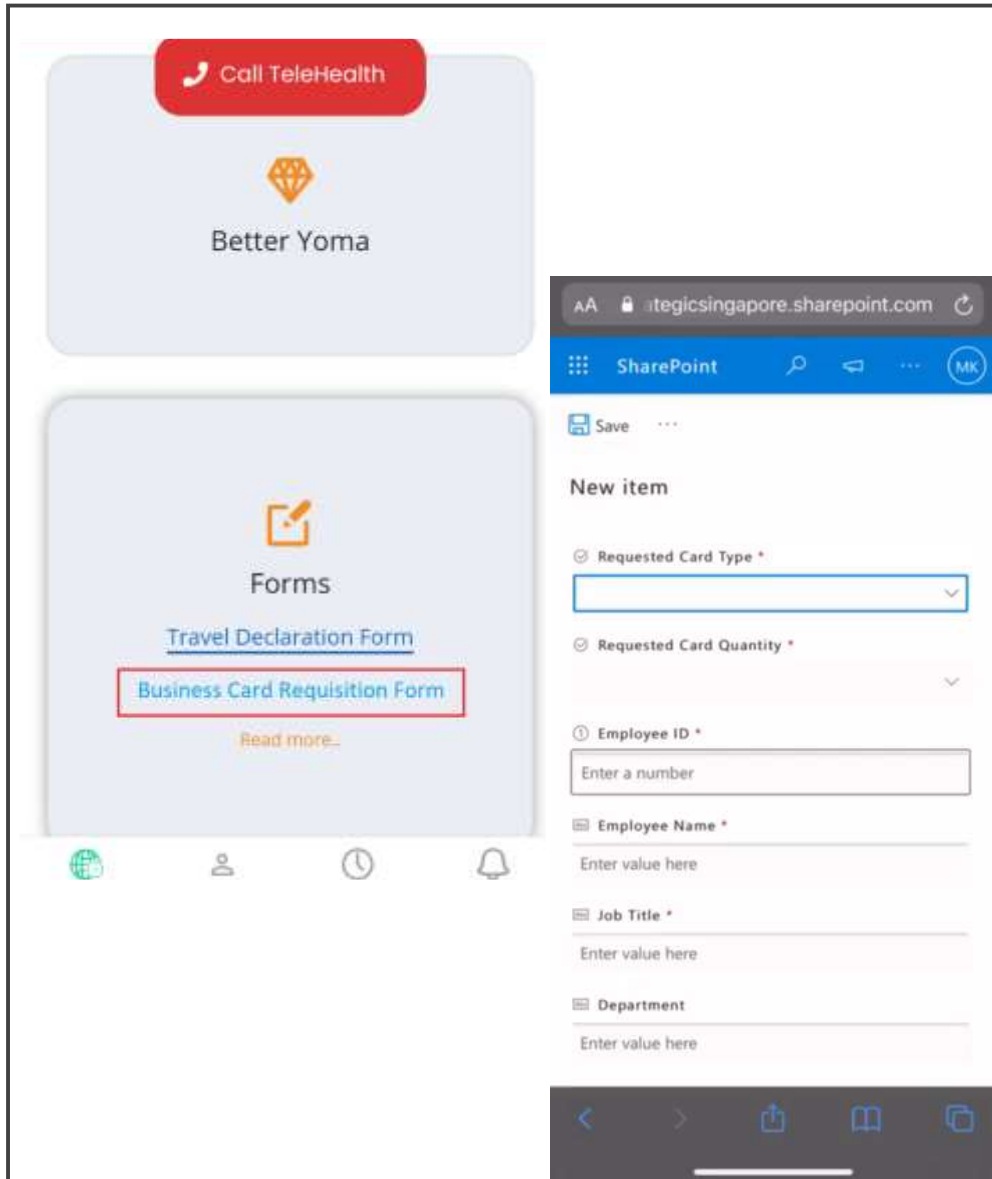 Call TeleHealth
Better Yoma
Forms
Travel Declaration Form
Business Card Requisition Form
Read more..
AA tegicsingapore.sharepoint.com
SharePoint ... MK
Save ...
New item
Requested Card Type *
Requested Card Quantity *
Employee ID *
Enter a number
Employee Name *
Enter value here
Job Title *
Enter value here
Department
Enter value here